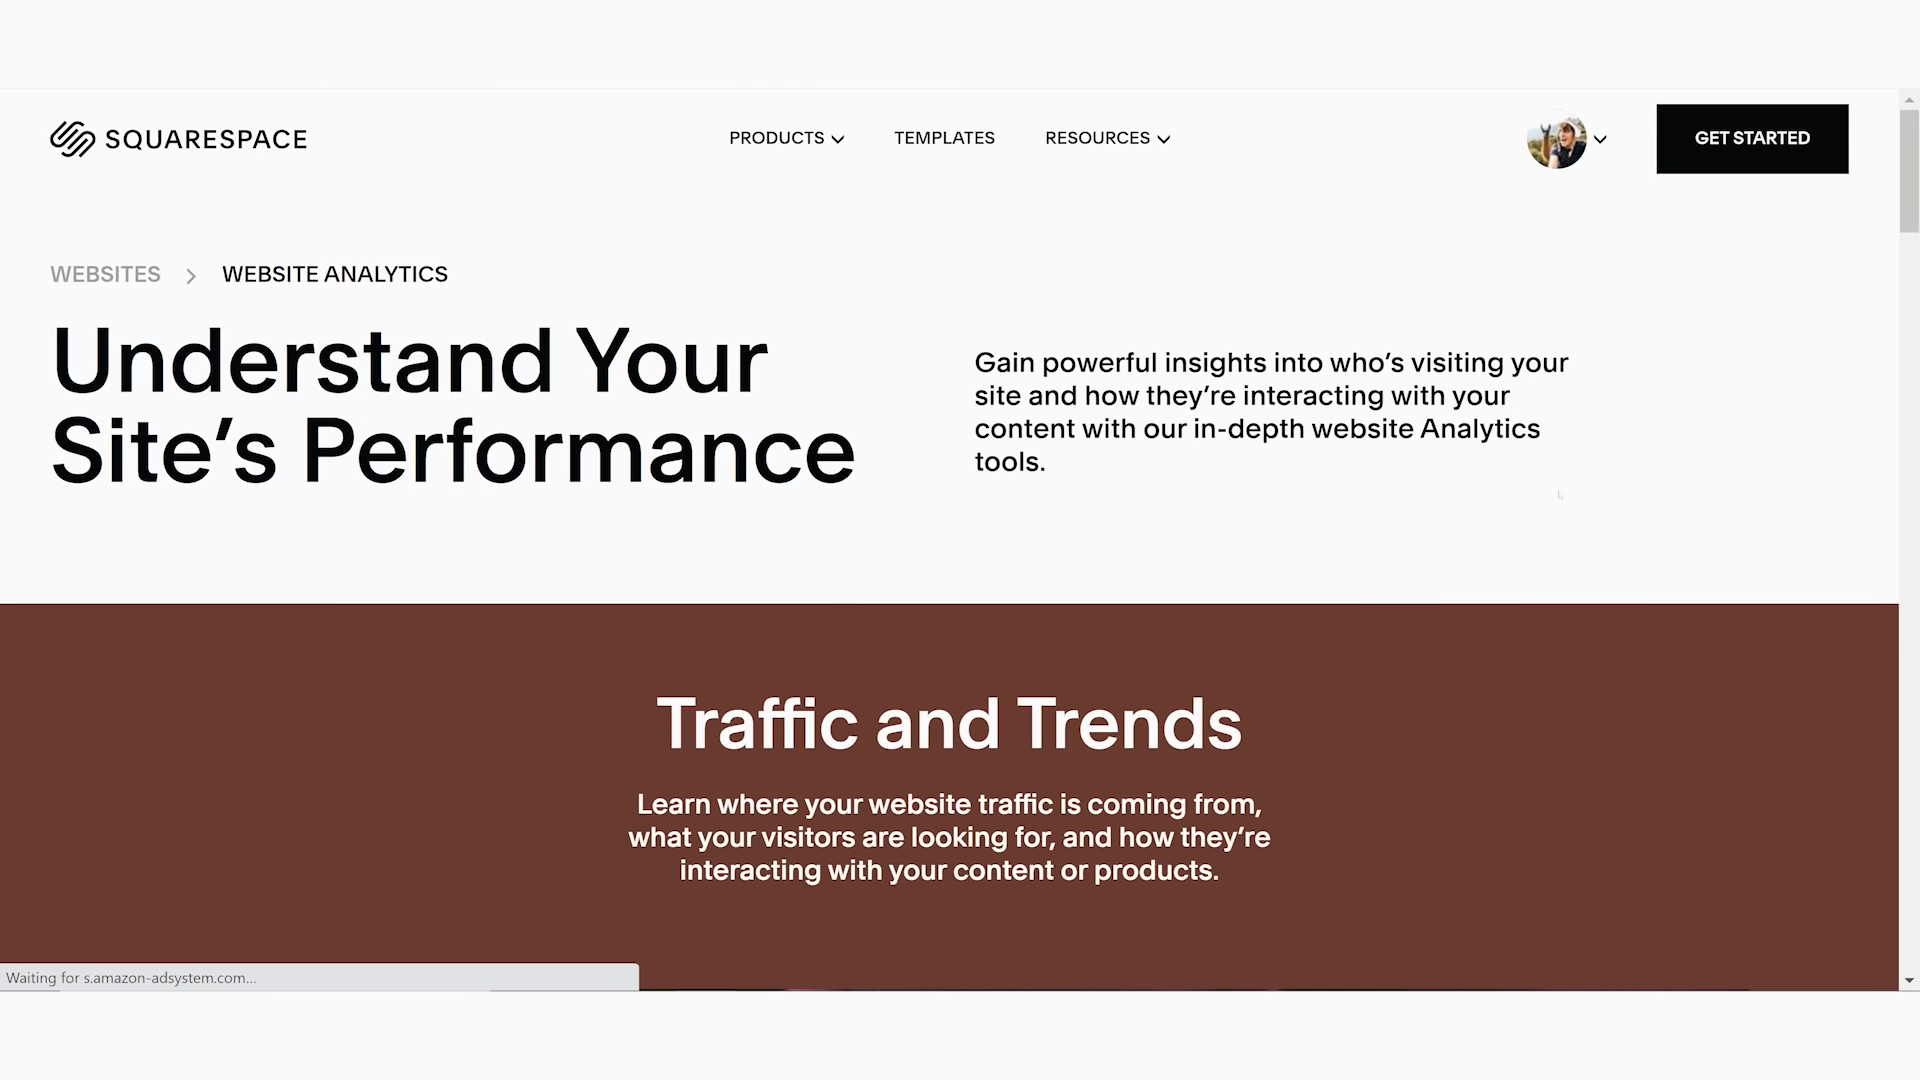 SQUARESPACE
PRODUCTS
TEMPLATES
RESOURCES
GET STARTED
WEBSITES
WEBSITE ANALYTICS
Understand Your
Site’s Performance
Gain powerful insights into who’s visiting your
site and how they’re interacting with your
content with our in-depth website Analytics
tools.
Traffic and Trends
Learn where your website traffic is coming from,
what your visitors are looking for, and how they’re
interacting with your content or products.
Waiting for s.amazon-adsystem.com...